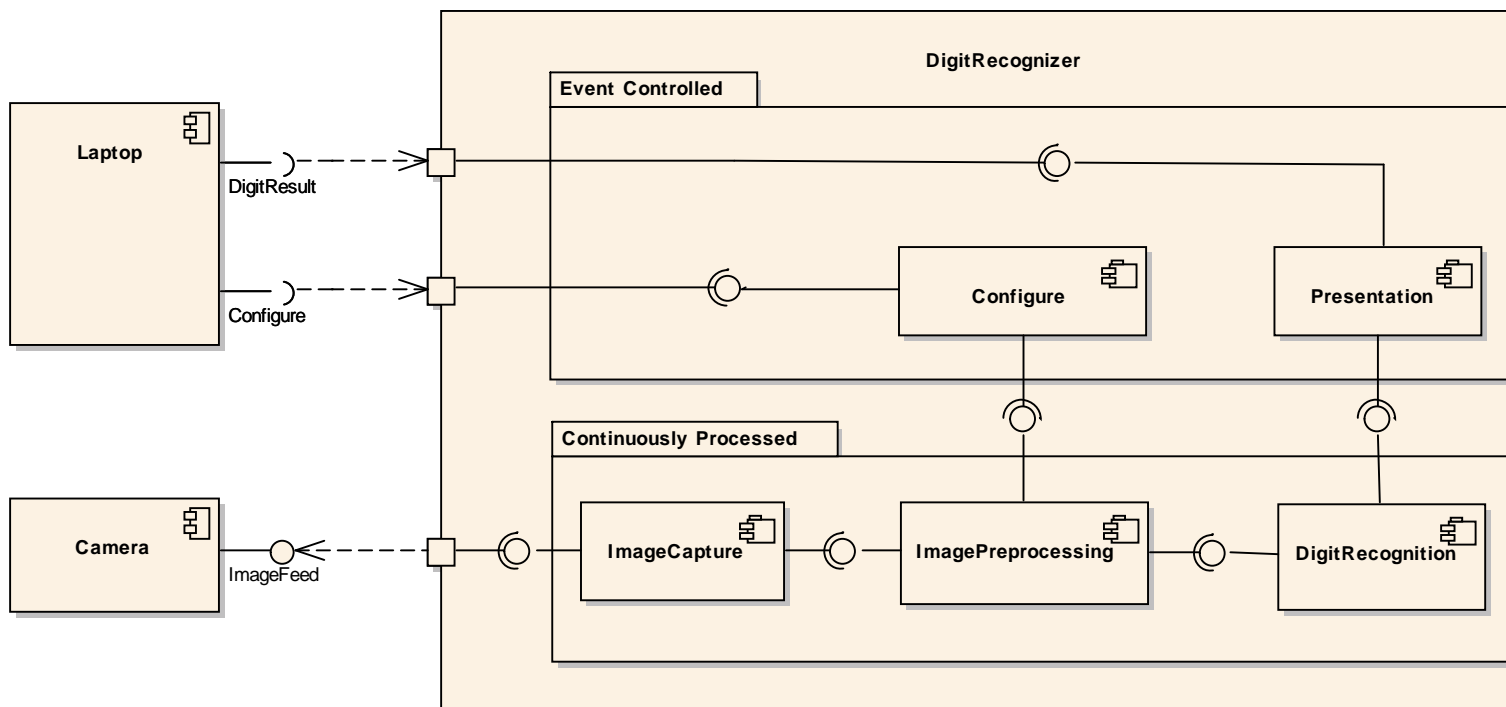 DigitRecognizer
Event Controlled
Laptop
DigitResult
Configure
Configure
Presentation
Continuously Processed
Camera
ImageFeed
ImageCapture
ImagePreprocessing
DigitRecognition